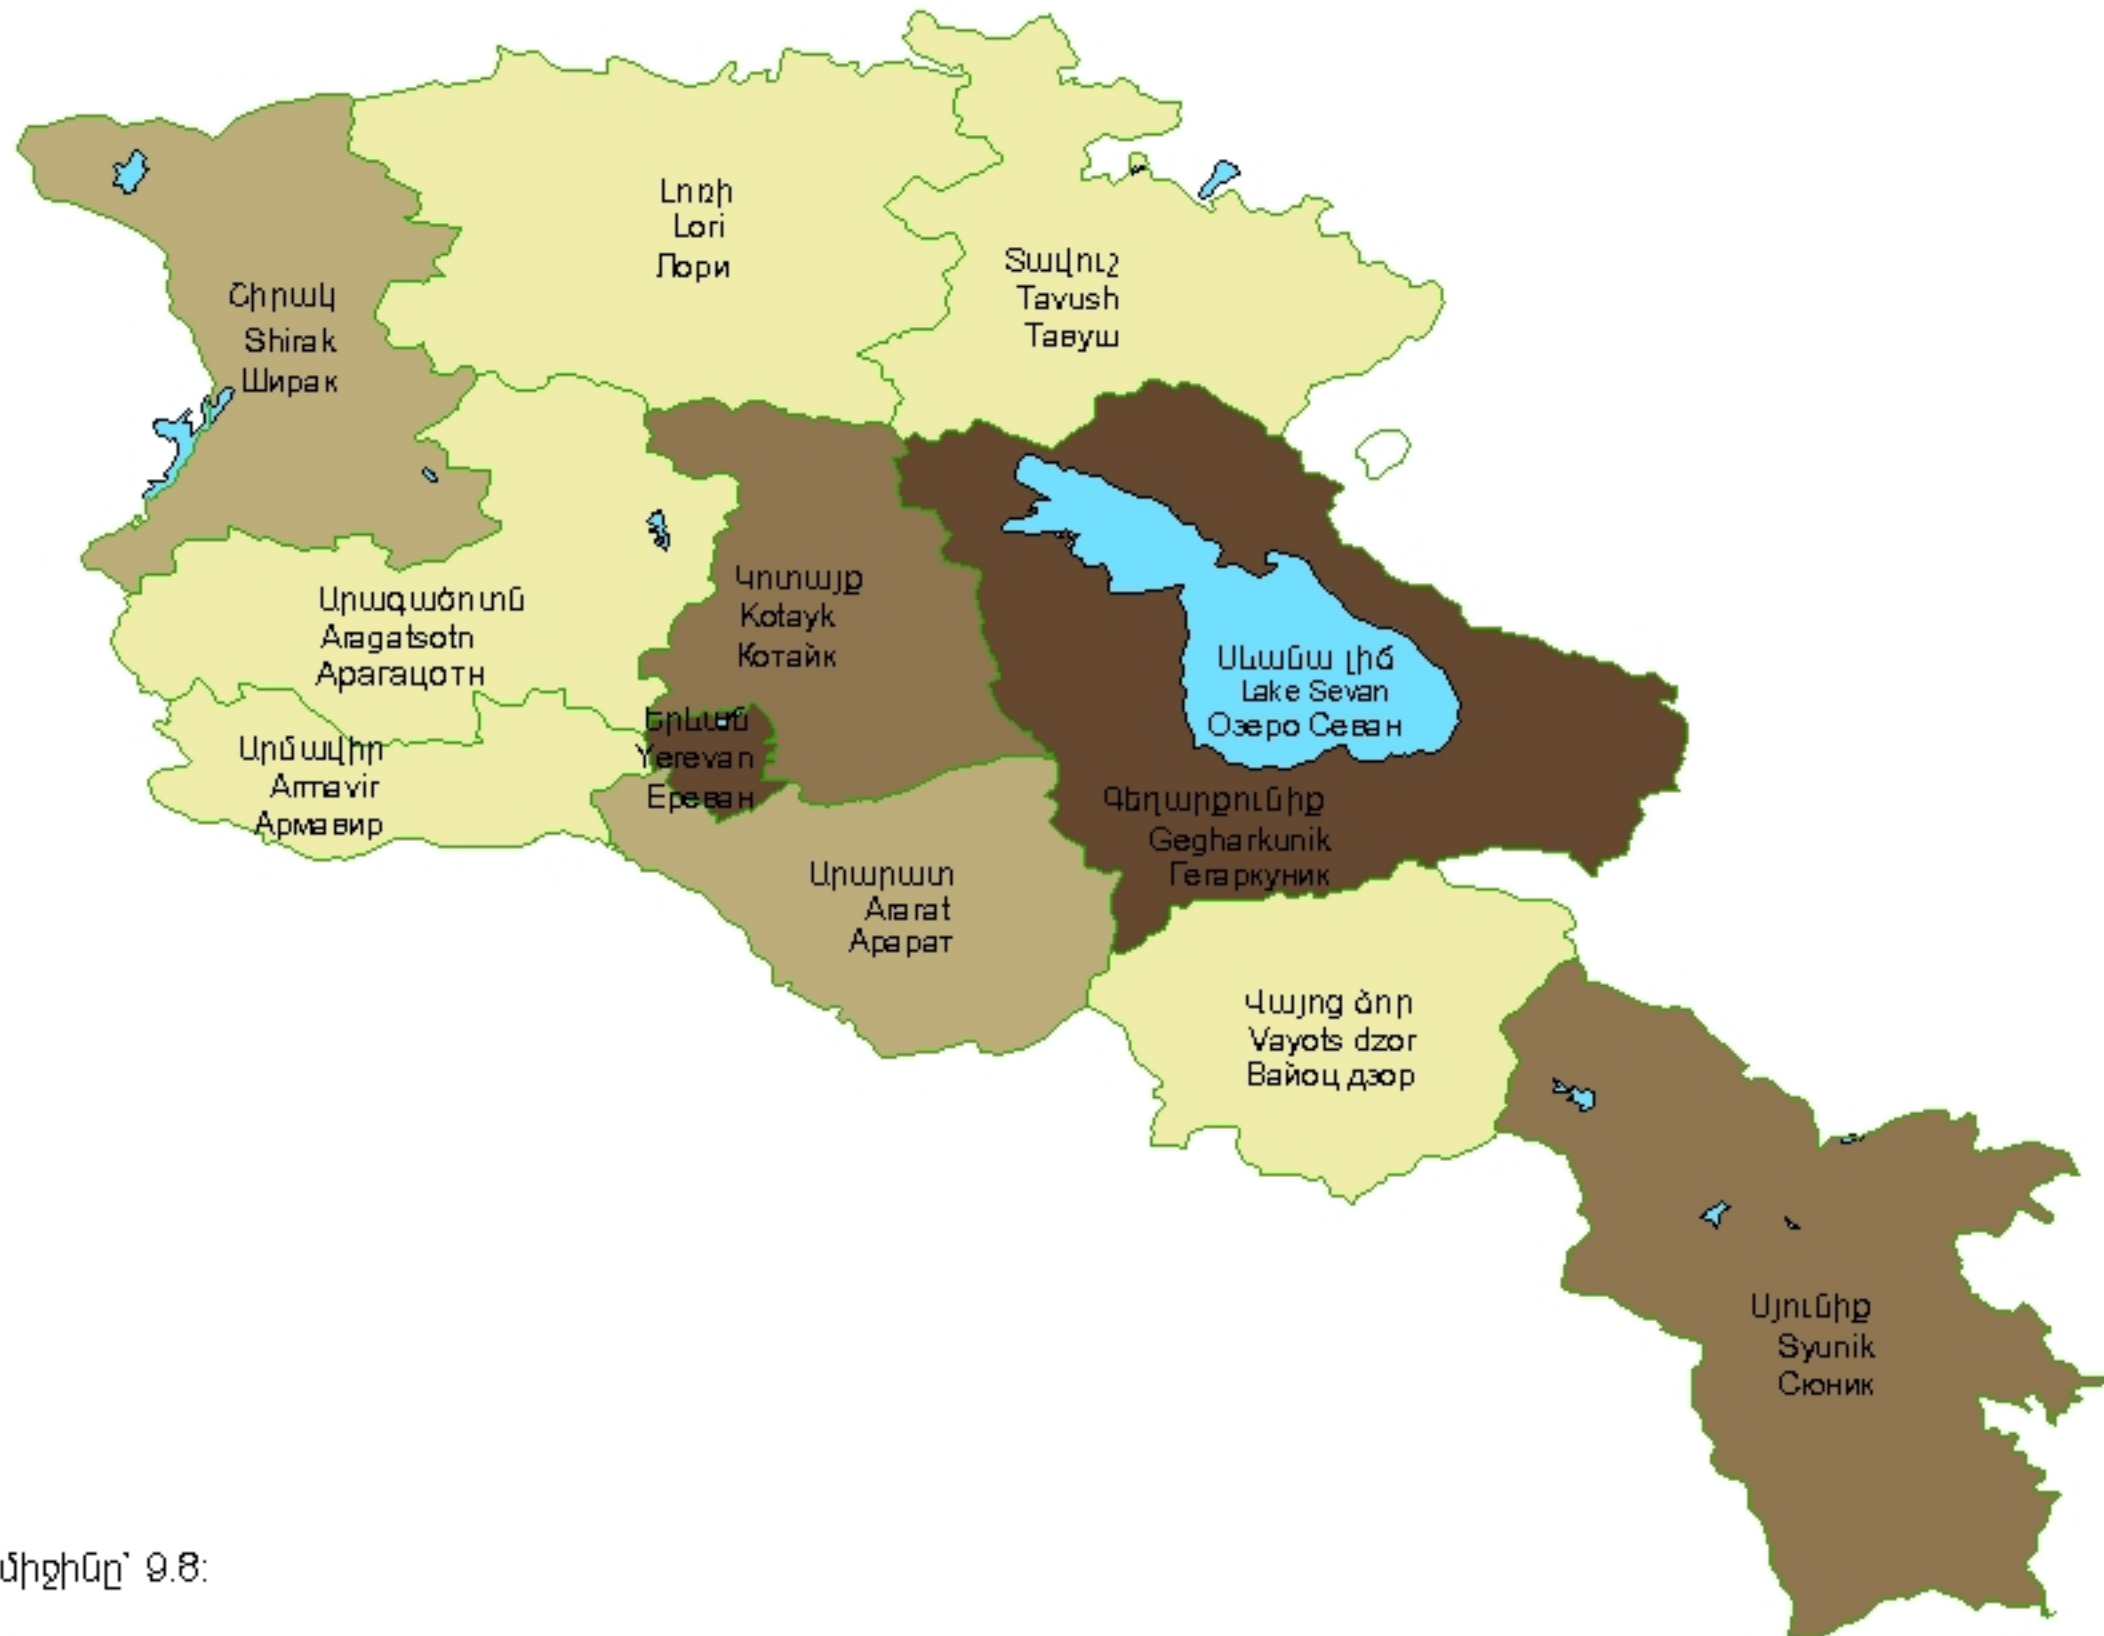 Լոռի
Lori
Лори
Տավուշ
Tavush
Тавуш
Շիրակ
Shirak
Ширак
Արագածոտն
Aragatsotn
Арагацотн
Կոտայք
Kotayk
Котайк
Սևանա լիճ
Lake Sevan
Озеро Севан
Երևան
Yerevan
Ереван
Արմավիր
Armavir
Армавир
Գեղարքունիք
Gegharkunik
Гегаркуник
Արարատ
Ararat
Арарат
Վայոց ձոր
Vayots dzor
Вайоц дзор
Սյունիք
Syunik
Сюник
միջինը՝ 9.8: